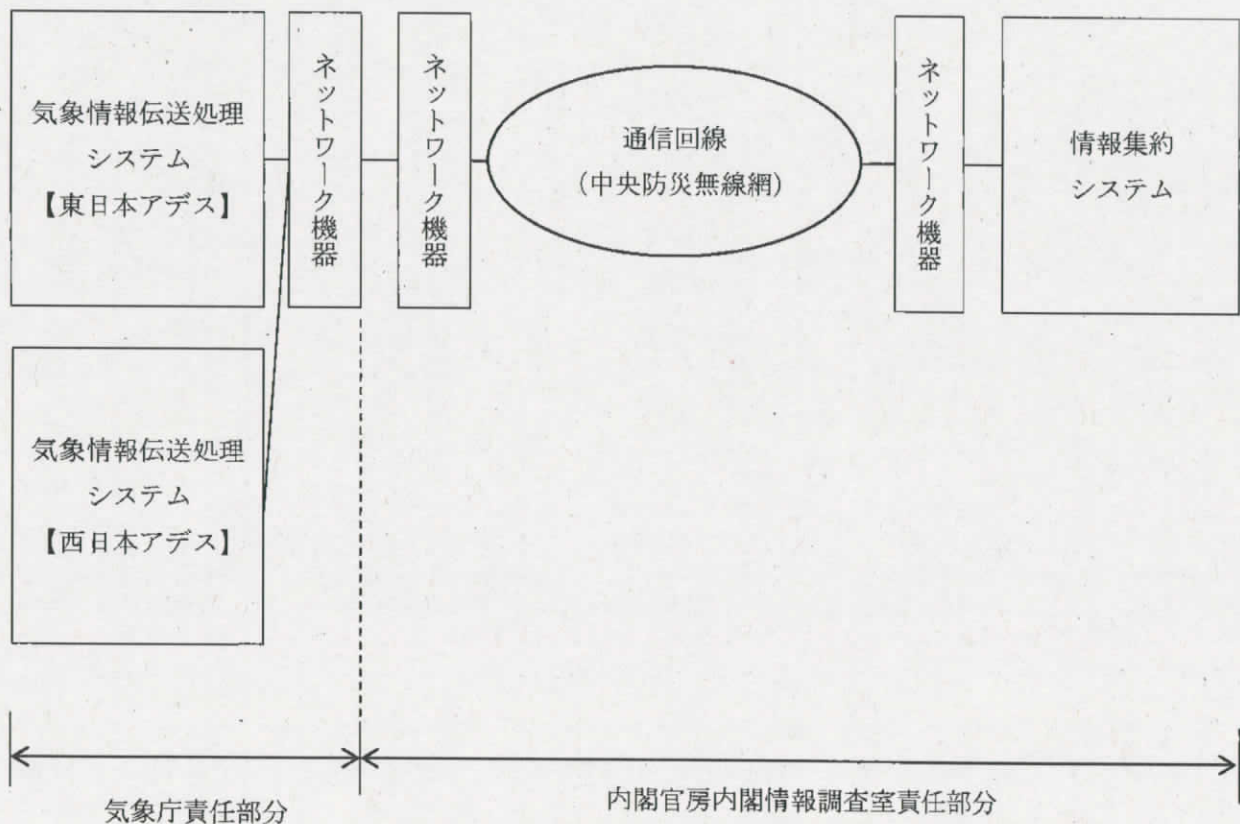 気象情報伝送処理
システム
【東日本アデス】
ネットワーク機器
ネットワーク機器
通信回線
（中央防災無線網）
ネットワーク機器
情報集約
システム
気象情報伝送処理
システム
【西日本アデス】
気象庁責任部分
内閣官房内閣情報調査室責任部分